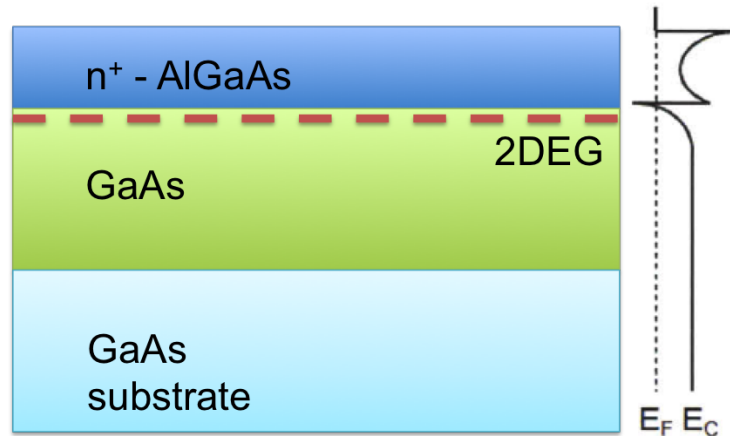 n⁺ - AlGaAs
2DEG
GaAs
GaAs
substrate
E_F E_C